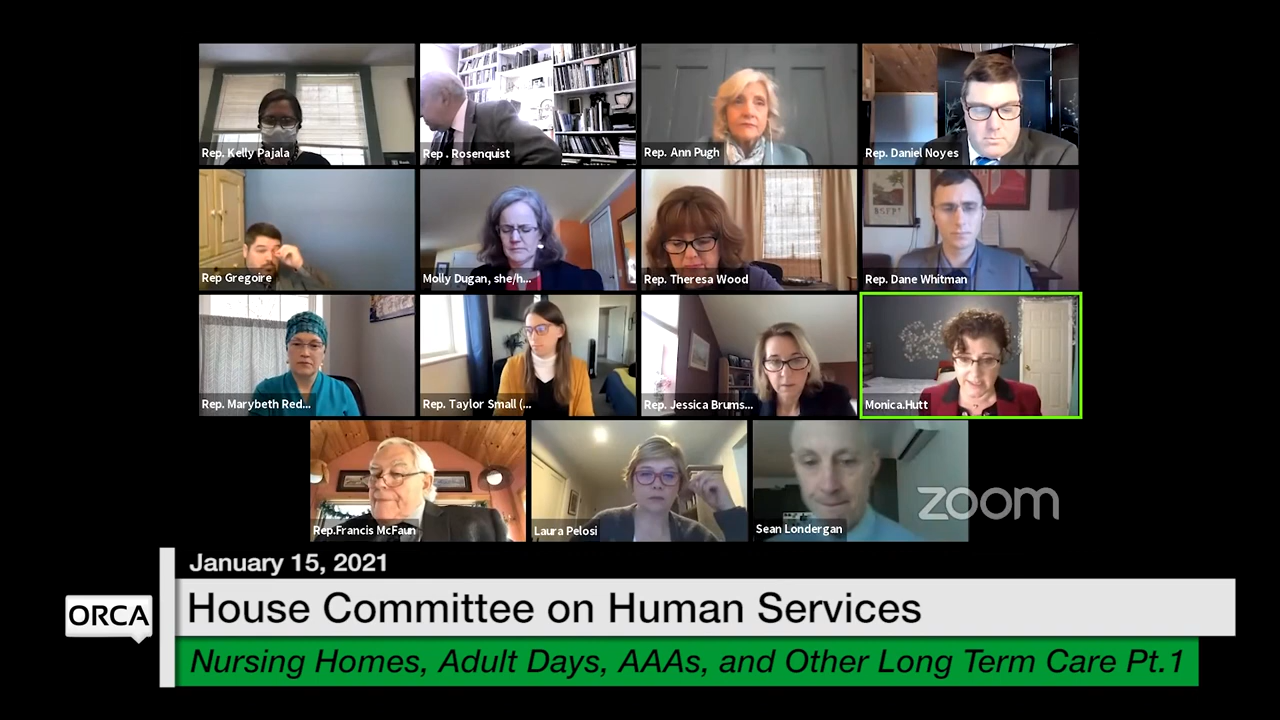 Rep. Kelly Pajala
Rep . Rosenquist
Rep. Ann Pugh
Rep. Daniel Noyes
Rep Gregoire
Molly Dugan, she/h...
Rep. Theresa Wood
Rep. Dane Whitman
Rep. Marybeth Red...
Rep. Taylor Small (...
Rep. Jessica Brums...
Monica.Hutt
Rep.Francis McFaun
Laura Pelosi
Sean Londergan
zoom
January 15, 2021
ORCA
House Committee on Human Services
Nursing Homes, Adult Days, AAAs, and Other Long Term Care Pt.1